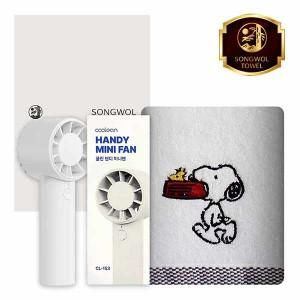 SONGWOL
TOWEL
SONGWOL
coolean
HANDY
MINI FAN
쿨린 핸디 미니팬
CL-153